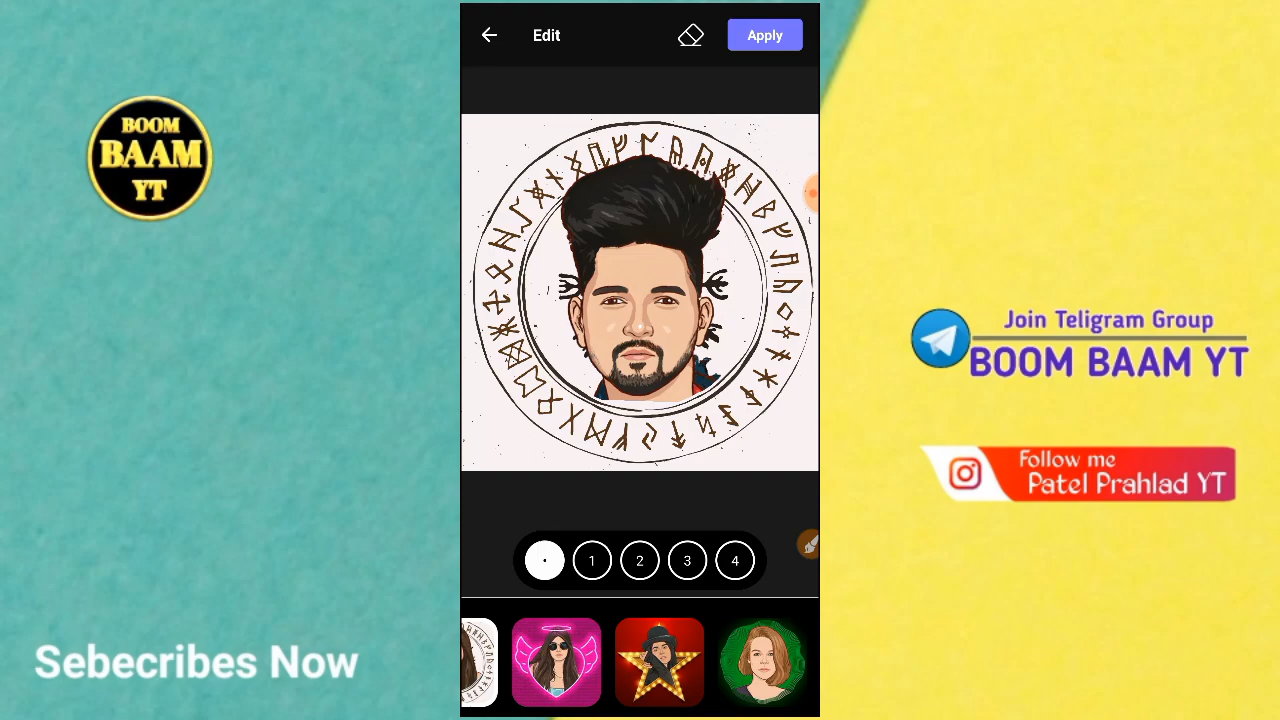 BOOM
BAAM
YT
Edit
Apply
Join Teligram Group
BOOM BAAM YT
Follow me
Patel Prahlad YT
1 2 3 4
Sebecribes Now